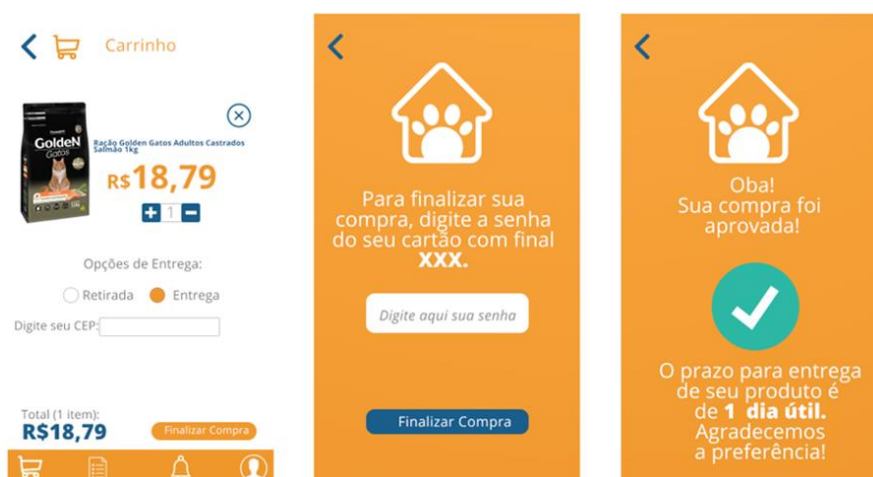 Carrinho
GoldeN
Gatos
Ração Golden Gatos Adultos Castrados
Salmão 1kg
R$18,79
1
Opções de Entrega:
Retirada
Entrega
Digite seu CEP:
Total (1 item):
R$18,79
Finalizar Compra
Para finalizar sua
compra, digite a senha
do seu cartão com final
XXX.
Digite aqui sua senha
Finalizar Compra
Oba!
Sua compra foi
aprovada!
O prazo para entrega
de seu produto é
de 1 dia útil.
Agradecemos
a preferência!